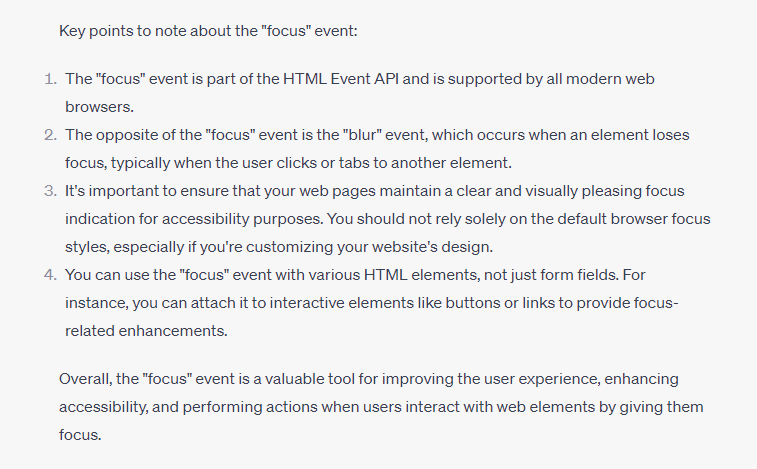 Key points to note about the "focus" event:
1. The "focus" event is part of the HTML Event API and is supported by all modern web
browsers.
2. The opposite of the "focus" event is the "blur" event, which occurs when an element loses
focus, typically when the user clicks or tabs to another element.
3. It's important to ensure that your web pages maintain a clear and visually pleasing focus
indication for accessibility purposes. You should not rely solely on the default browser focus
styles, especially if you're customizing your website's design.
4. You can use the "focus" event with various HTML elements, not just form fields. For
instance, you can attach it to interactive elements like buttons or links to provide focus-
related enhancements.
Overall, the "focus" event is a valuable tool for improving the user experience, enhancing
accessibility, and performing actions when users interact with web elements by giving them
focus.